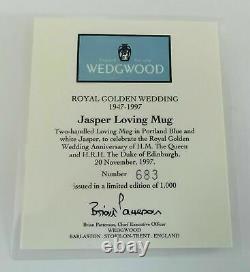 WEDGWOOD
ROYAL GOLDEN WEDDING
1947-1997
Jasper Loving Mug
Two-handled Loving Mug in Portland Blue and
white Jasper, to celebrate the Royal Golden
Wedding Anniversary of H.M. The Queen
and H.R.H. The Duke of Edinburgh,
20 November, 1997.
Number 683
issued in a limited edition of 1,000
Brian Patterson
Brian Patterson, Chief Executive Officer
WEDGWOOD
BARLASTON, STOKE-ON-TRENT, ENGLAND